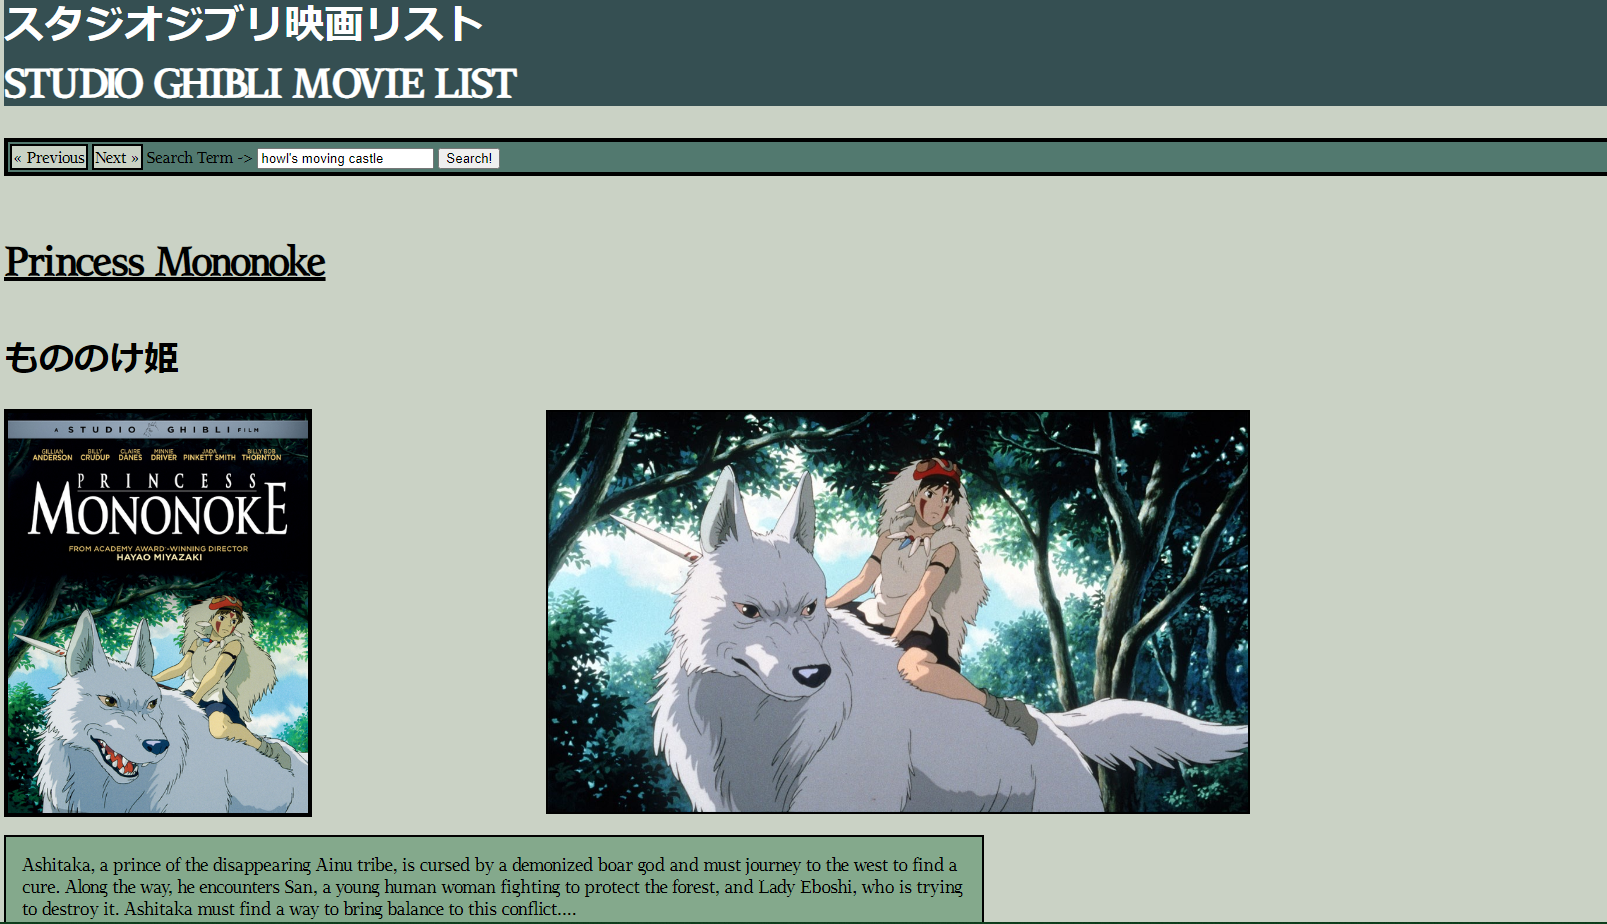 スタジオジブリ映画リスト
STUDIO GHIBLI MOVIE LIST
« Previous Next » Search Term -> howl's moving castle Search!
Princess Mononoke
もののけ姫
A STUDIO GHIBLI FILM
GILLIAN ANDERSON BILLY CRUDUP CLAIRE DANES MINNIE DRIVER JADA PINKETT SMITH BILLY BOB THORNTON
PRINCESS
MONONOKE
FROM ACADEMY AWARD®-WINNING DIRECTOR
HAYAO MIYAZAKI
Ashitaka, a prince of the disappearing Ainu tribe, is cursed by a demonized boar god and must journey to the west to find a
cure. Along the way, he encounters San, a young human woman fighting to protect the forest, and Lady Eboshi, who is trying
to destroy it. Ashitaka must find a way to bring balance to this conflict....